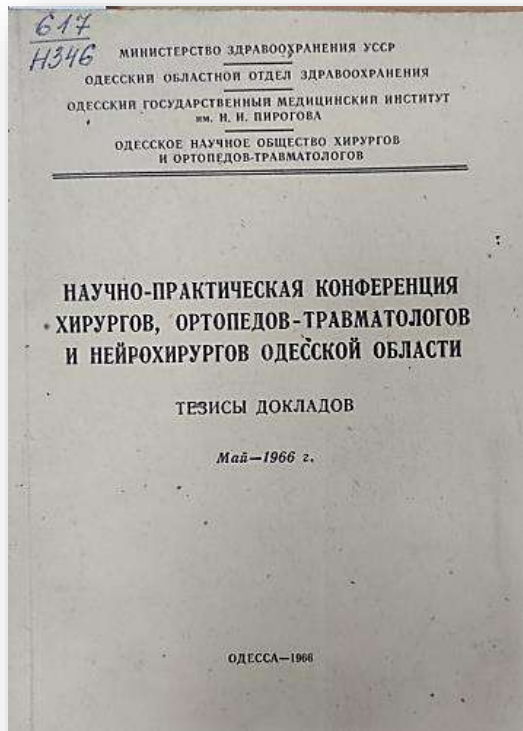 617
Н346
МИНИСТЕРСТВО ЗДРАВООХРАНЕНИЯ УССР
ОДЕССКИЙ ОБЛАСТНОЙ ОТДЕЛ ЗДРАВООХРАНЕНИЯ
ОДЕССКИЙ ГОСУДАРСТВЕННЫЙ МЕДИЦИНСКИЙ ИНСТИТУТ
им. Н. И. ПИРОГОВА
ОДЕССКОЕ НАУЧНОЕ ОБЩЕСТВО ХИРУРГОВ
И ОРТОПЕДОВ-ТРАВМАТОЛОГОВ
НАУЧНО-ПРАКТИЧЕСКАЯ КОНФЕРЕНЦИЯ
ХИРУРГОВ, ОРТОПЕДОВ-ТРАВМАТОЛОГОВ
И НЕЙРОХИРУРГОВ ОДЕССКОЙ ОБЛАСТИ
ТЕЗИСЫ ДОКЛАДОВ
Май—1966 г.
ОДЕССА—1966